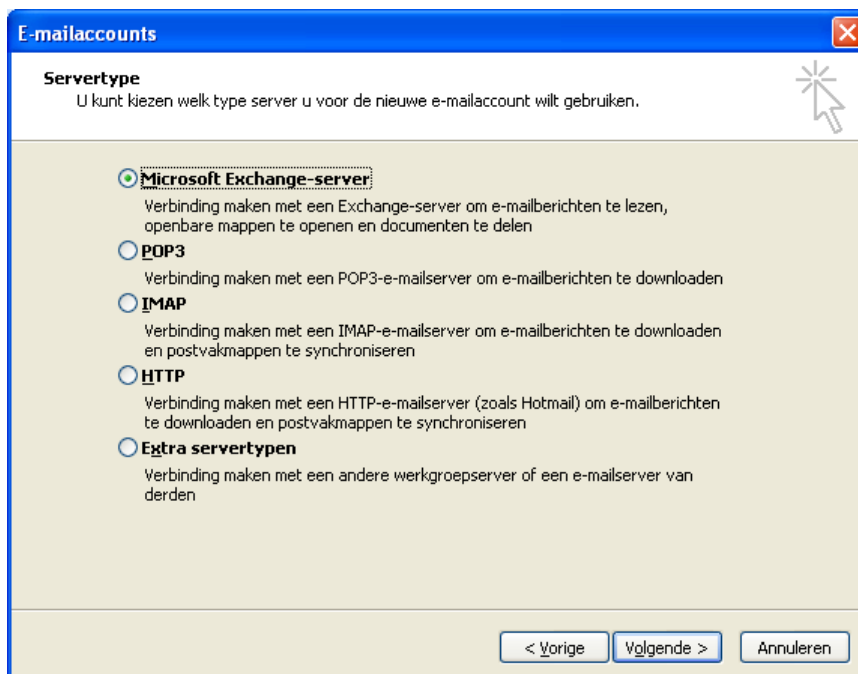 E-mailaccounts
Servertype
U kunt kiezen welk type server u voor de nieuwe e-mailaccount wilt gebruiken.
Microsoft Exchange-server
Verbinding maken met een Exchange-server om e-mailberichten te lezen,
openbare mappen te openen en documenten te delen
POP3
Verbinding maken met een POP3-e-mailserver om e-mailberichten te downloaden
IMAP
Verbinding maken met een IMAP-e-mailserver om e-mailberichten te downloaden
en postvakmappen te synchroniseren
HTTP
Verbinding maken met een HTTP-e-mailserver (zoals Hotmail) om e-mailberichten
te downloaden en postvakmappen te synchroniseren
Extra servertypen
Verbinding maken met een andere werkgroepserver of een e-mailserver van
derden
< Vorige Volgende > Annuleren